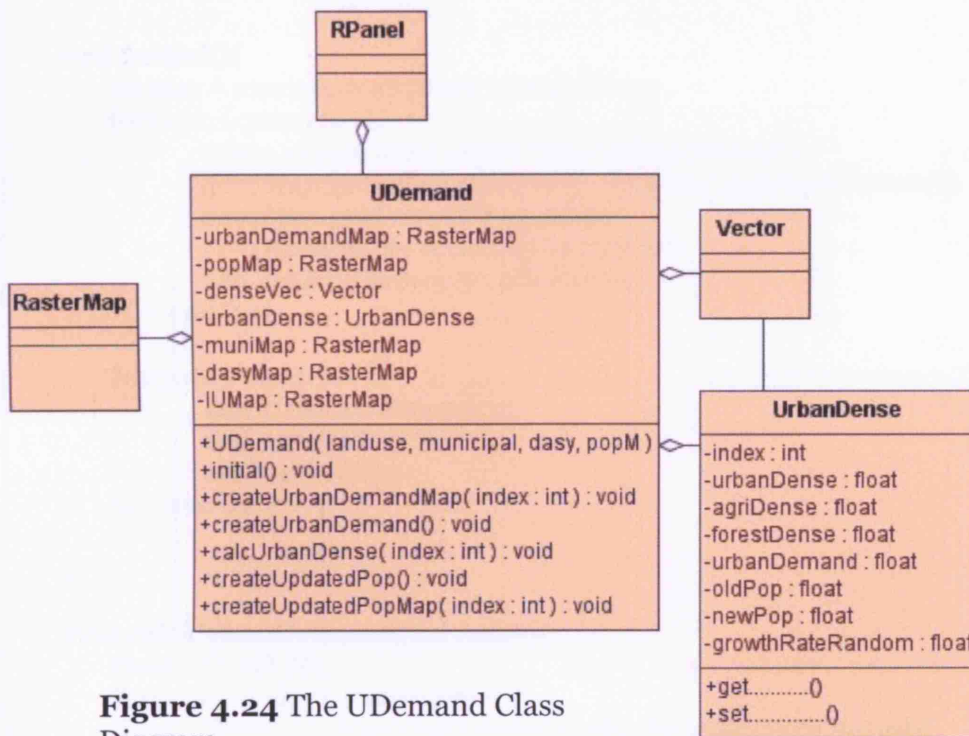 RPanel
UDemand
-urbanDemandMap : RasterMap
-popMap : RasterMap
-denseVec : Vector
-urbanDense : UrbanDense
-muniMap : RasterMap
-dasyMap : RasterMap
-lUMap : RasterMap
+UDemand( landuse, municipal, dasy, popM )
+initial() : void
+createUrbanDemandMap( index : int ) : void
+createUrbanDemand() : void
+calcUrbanDense( index : int ) : void
+createUpdatedPop() : void
+createUpdatedPopMap( index : int ) : void
RasterMap
Vector
UrbanDense
-index : int
-urbanDense : float
-agriDense : float
-forestDense : float
-urbanDemand : float
-oldPop : float
-newPop : float
-growthRateRandom : float
+get..........()
+set.............()
Figure 4.24 The UDemand Class